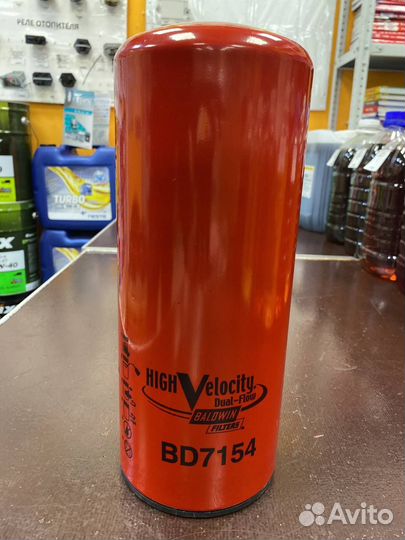 РЕЛЕ ОТОПИТЕЛЯ
TURBO
HIGH Velocity
Dual-Flow
BALDWIN
FILTERS
BD7154
Avito